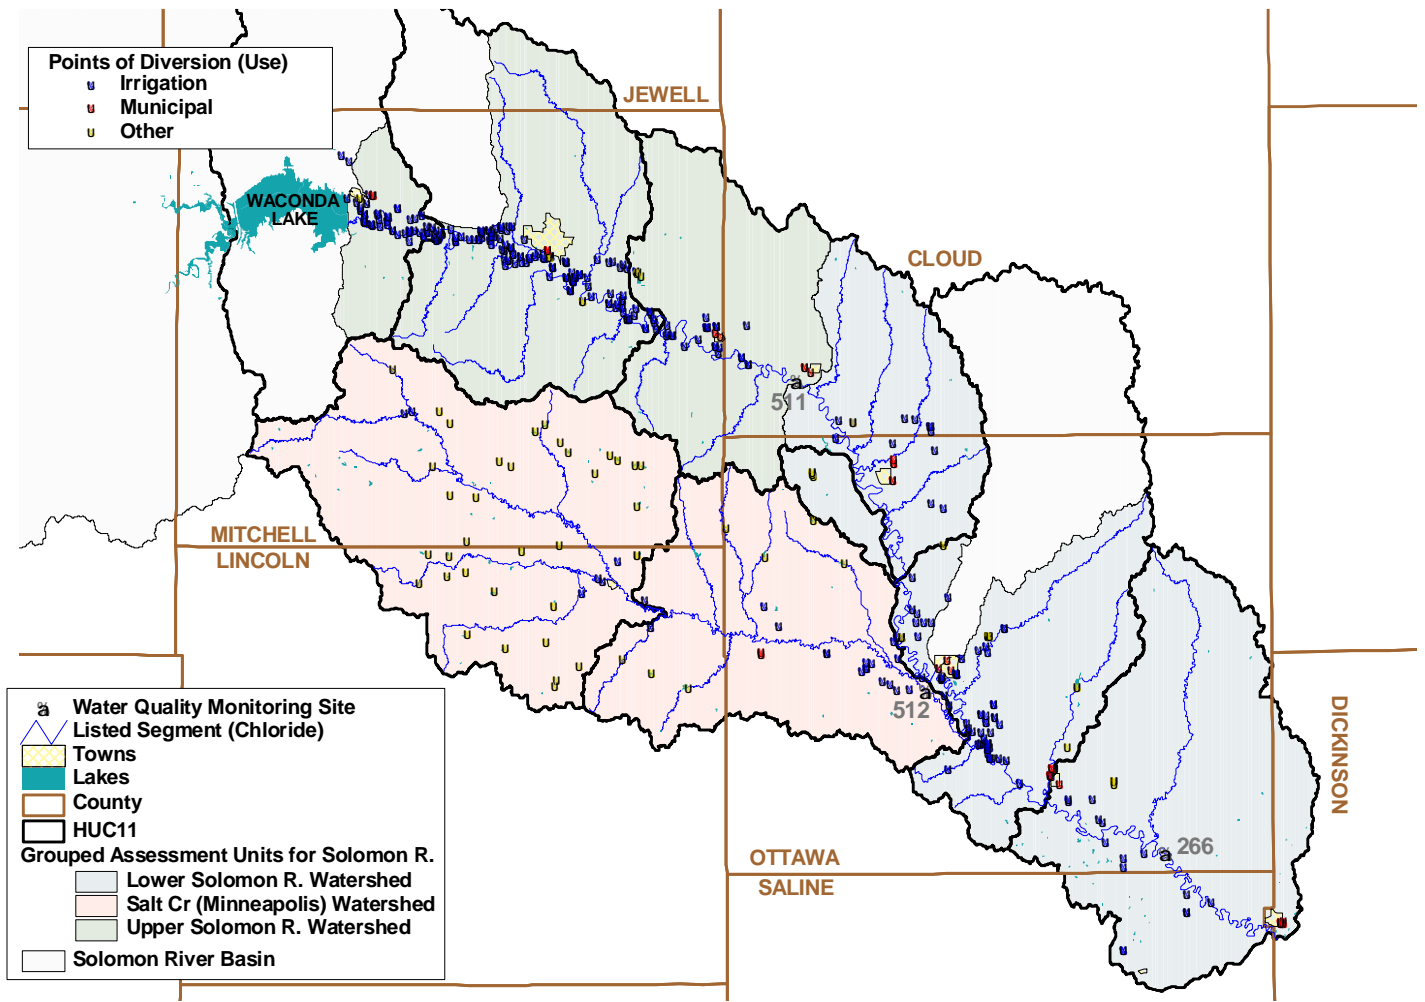 Points of Diversion (Use)
Irrigation
Municipal
Other
JEWELL
WACONDA
LAKE
CLOUD
511
MITCHELL
LINCOLN
512
DICKINSON
266
OTTAWA
SALINE
a Water Quality Monitoring Site
Listed Segment (Chloride)
Towns
Lakes
County
HUC11
Grouped Assessment Units for Solomon R.
Lower Solomon R. Watershed
Salt Cr (Minneapolis) Watershed
Upper Solomon R. Watershed
Solomon River Basin